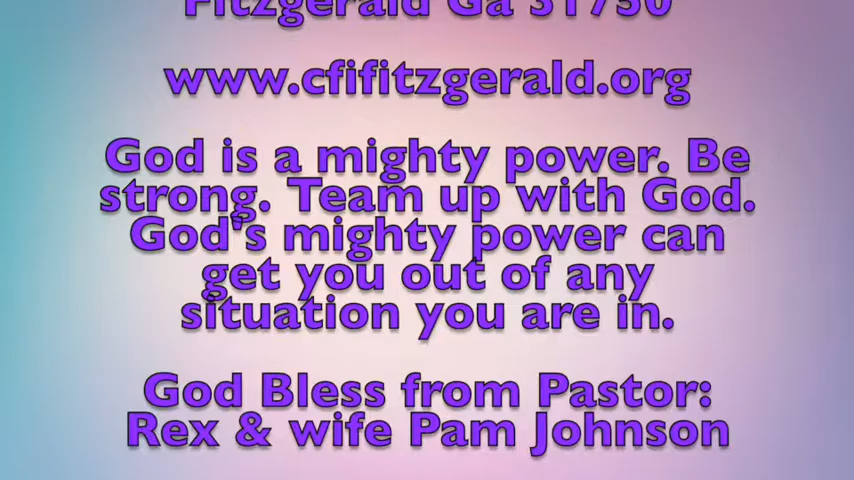 Fitzgerald Ga 31750
www.cfifitzgerald.org
God is a mighty power. Be
strong. Team up with God.
God's mighty power can
get you out of any
situation you are in.
God Bless from Pastor:
Rex & wife Pam Johnson